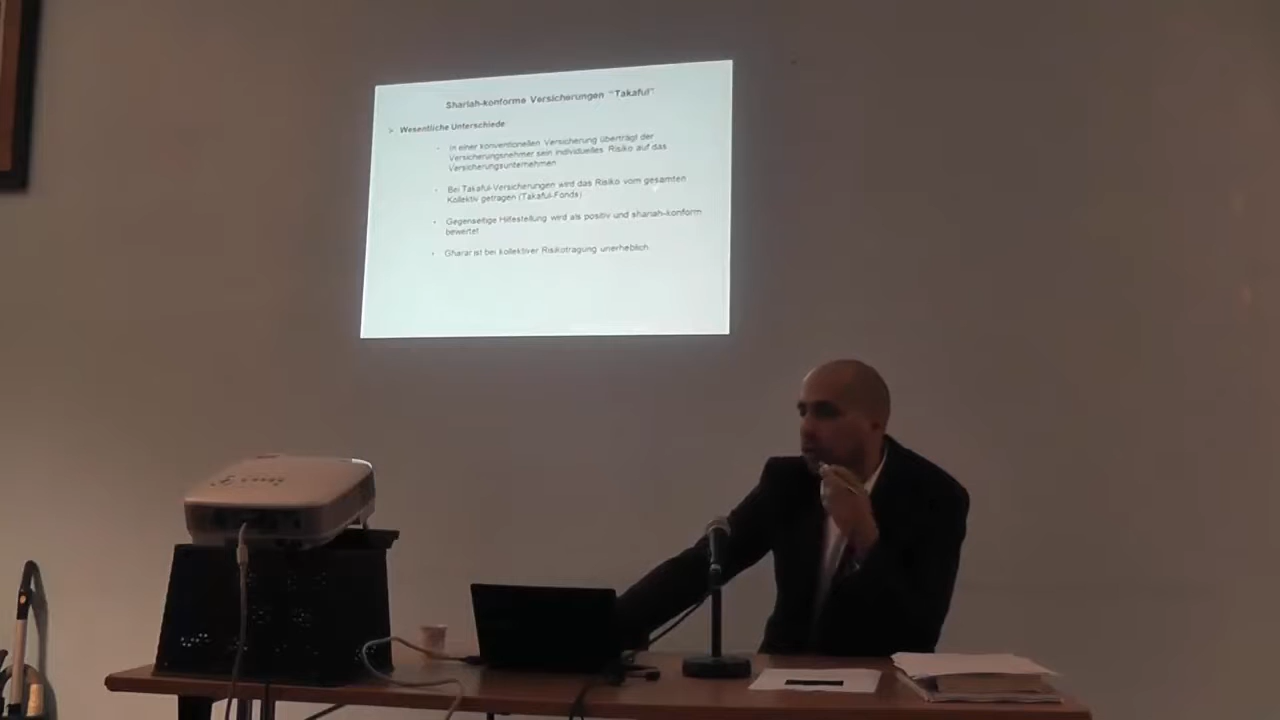 Shariah-konforme Versicherungen "Takaful"
> Wesentliche Unterschiede
- In einer konventionellen Versicherung überträgt der
Versicherungsnehmer sein individuelles Risiko auf das
Versicherungsunternehmen
- Bei Takaful-Versicherungen wird das Risiko vom gesamten
Kollektiv getragen (Takaful-Fonds)
- Gegenseitige Hilfestellung wird als positiv und shariah-konform
bewertet
- Gharar ist bei kollektiver Risikotragung unerheblich